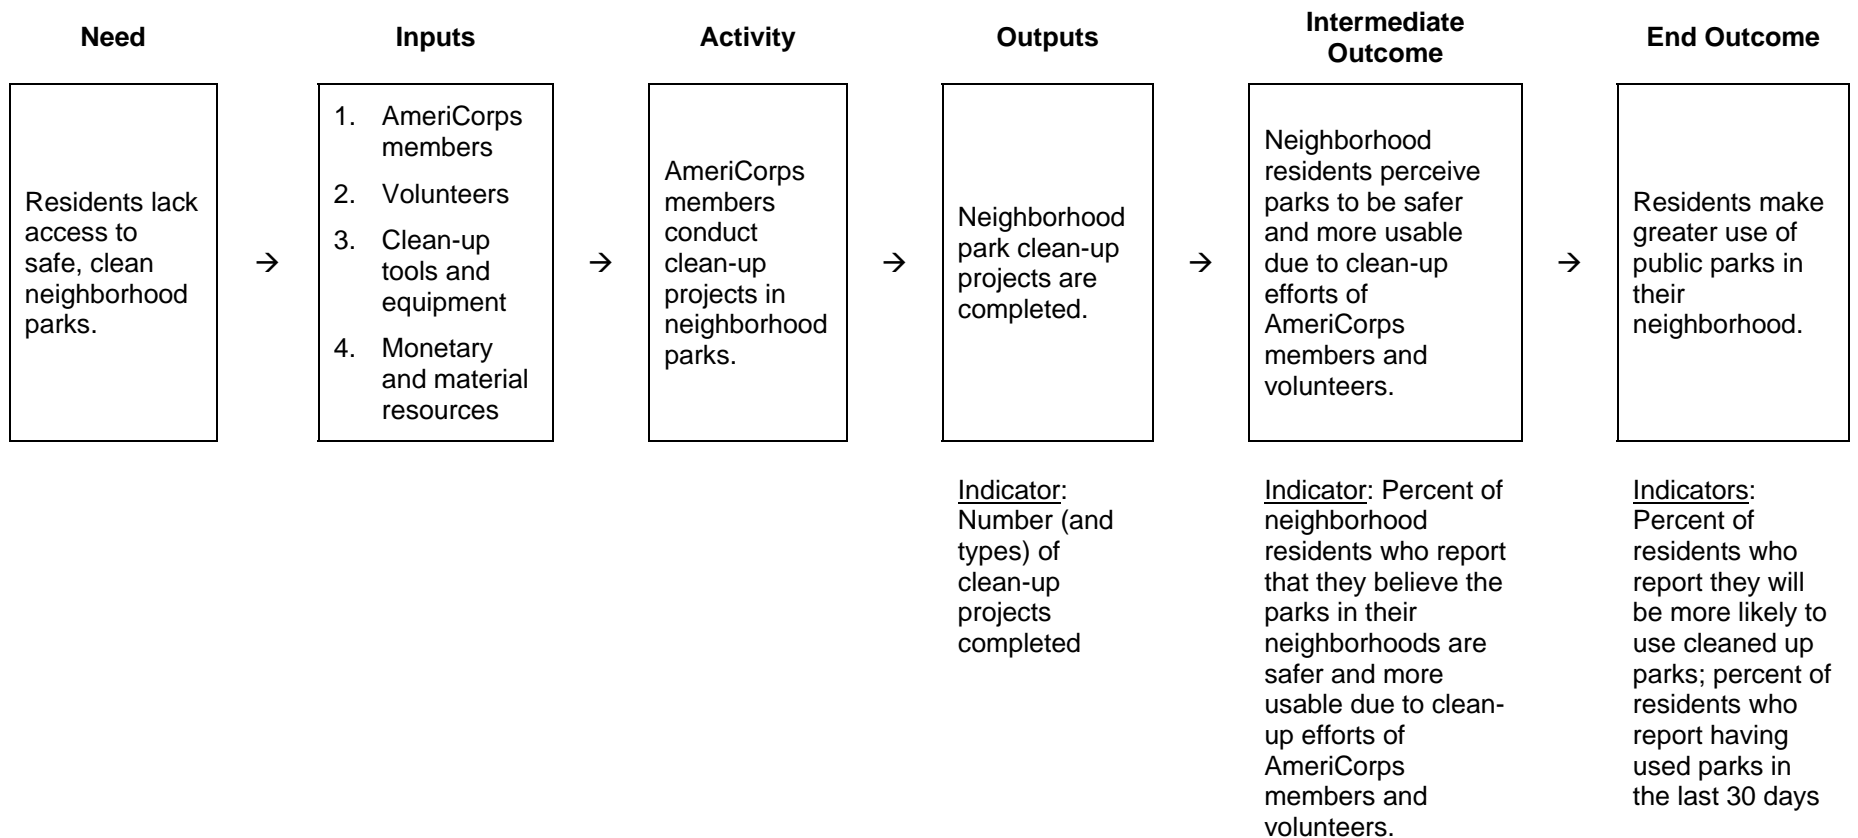 Need
Inputs
Activity
Outputs
Intermediate
Outcome
End Outcome
Residents lack
access to
safe, clean
neighborhood
parks.
→
1. AmeriCorps
members
2. Volunteers
3. Clean-up
tools and
equipment
4. Monetary
and material
resources
→
AmeriCorps
members
conduct
clean-up
projects in
neighborhood
parks.
→
Neighborhood
park clean-up
projects are
completed.
→
Neighborhood
residents perceive
parks to be safer
and more usable
due to clean-up
efforts of
AmeriCorps
members and
volunteers.
→
Residents make
greater use of
public parks in
their
neighborhood.
Indicator:
Number (and
types) of
clean-up
projects
completed
Indicator: Percent of
neighborhood
residents who report
that they believe the
parks in their
neighborhoods are
safer and more
usable due to clean-
up efforts of
AmeriCorps
members and
volunteers.
Indicators:
Percent of
residents who
report they will
be more likely to
use cleaned up
parks; percent of
residents who
report having
used parks in
the last 30 days